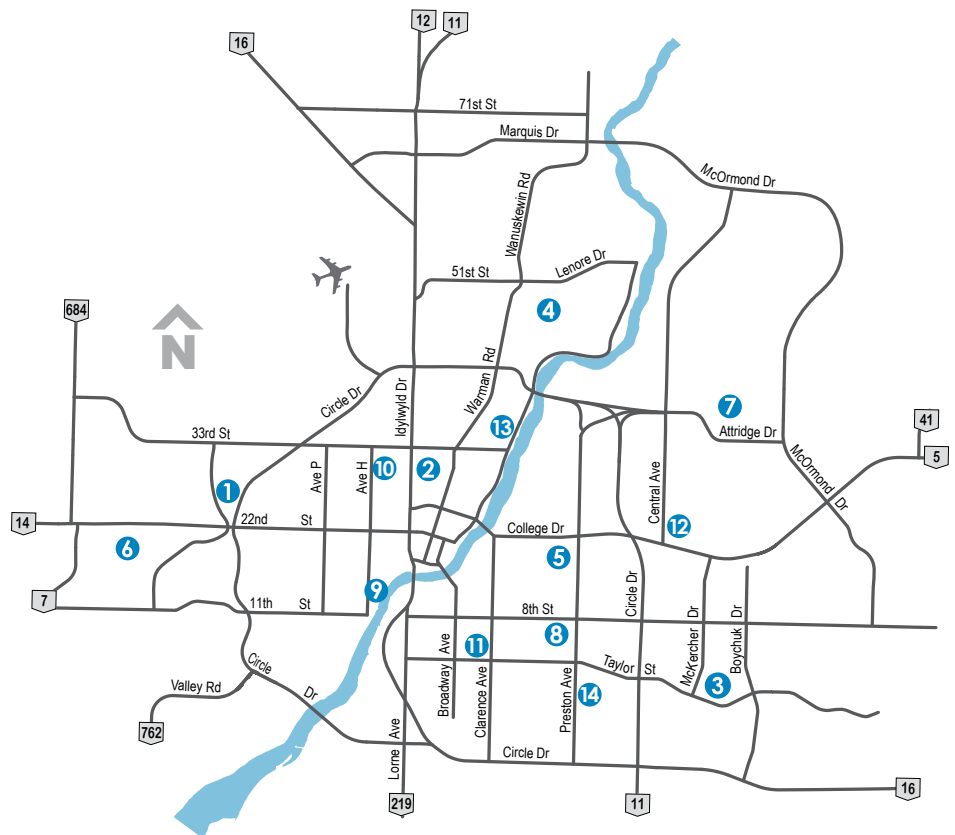 12
11
16
71st St
Marquis Dr
McOrmond Dr
Wanuskewin Rd
51st St
Lenore Dr
684
N
4
Circle Dr
Idylwyld Dr
Warman Rd
7
41
33rd St
13
Attridge Dr
5
McOrmond Dr
Ave P
Ave H
10
2
1
Central Ave
14
22nd St
College Dr
12
6
5
7
9
11th St
8th St
Circle Dr
McKercher Dr
Boychuk Dr
8
11
Broadway Ave
Clarence Ave
Taylor St
3
Circle Dr
Valley Rd
Preston Ave
14
762
Lorne Ave
Circle Dr
219
11
16